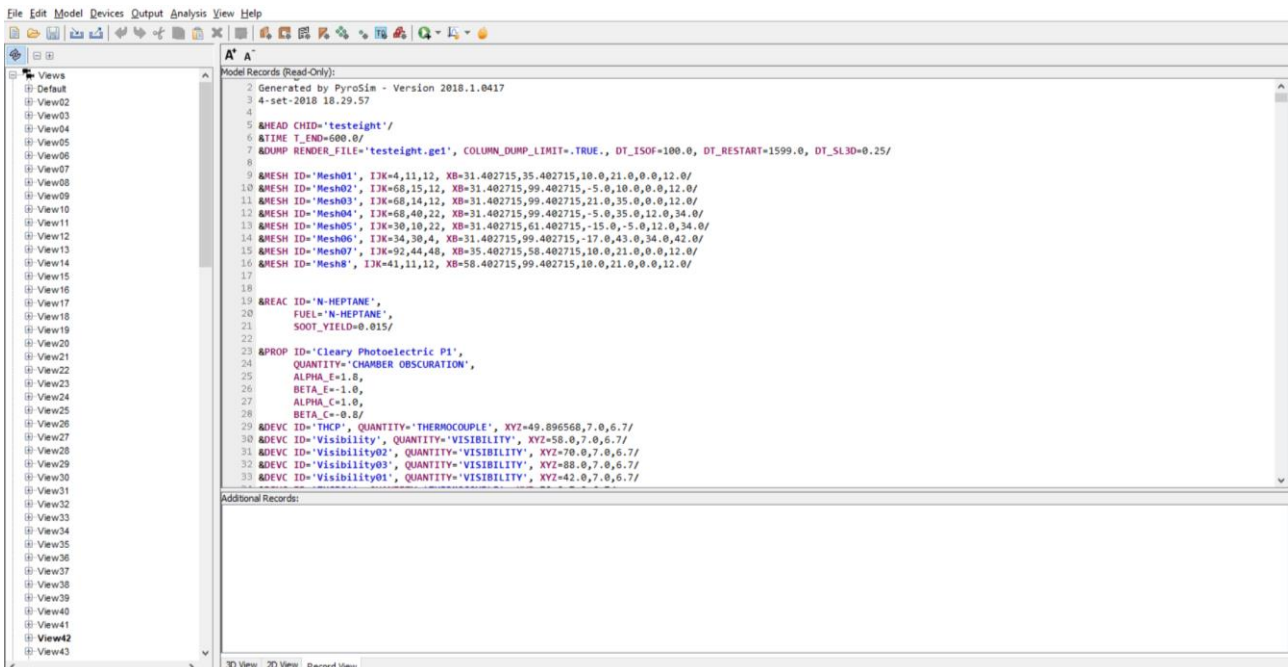 File Edit Model Devices Output Analysis View Help
A+ A-
Views
Default
View02
View03
View04
View05
View06
View07
View08
View09
View10
View11
View12
View13
View14
View15
View16
View17
View18
View19
View20
View21
View22
View23
View24
View25
View26
View27
View28
View29
View30
View31
View32
View33
View34
View35
View36
View37
View38
View39
View40
View41
View42
View43
Model Records (Read-Only):
2 Generated by PyroSim - Version 2018.1.0417
3 4-set-2018 18.29.57
4
5 &HEAD CHID='testeight'/
6 &TIME T_END=600.0/
7 &DUMP RENDER_FILE='testeight.ge1', COLUMN_DUMP_LIMIT=.TRUE., DT_ISOF=100.0, DT_RESTART=1599.0, DT_SL3D=0.25/
8
9 &MESH ID='Mesh01', IJK=4,11,12, XB=31.402715,35.402715,10.0,21.0,0.0,12.0/
10 &MESH ID='Mesh02', IJK=68,15,12, XB=31.402715,99.402715,-5.0,10.0,0.0,12.0/
11 &MESH ID='Mesh03', IJK=68,14,12, XB=31.402715,99.402715,21.0,35.0,0.0,12.0/
12 &MESH ID='Mesh04', IJK=68,40,22, XB=31.402715,99.402715,-5.0,35.0,12.0,34.0/
13 &MESH ID='Mesh05', IJK=30,10,22, XB=31.402715,61.402715,-15.0,-5.0,12.0,34.0/
14 &MESH ID='Mesh06', IJK=34,30,4, XB=31.402715,99.402715,-17.0,43.0,34.0,42.0/
15 &MESH ID='Mesh07', IJK=92,44,48, XB=35.402715,58.402715,10.0,21.0,0.0,12.0/
16 &MESH ID='Mesh8', IJK=41,11,12, XB=58.402715,99.402715,10.0,21.0,0.0,12.0/
17
18
19 &REAC ID='N-HEPTANE',
20 FUEL='N-HEPTANE',
21 SOOT_YIELD=0.015/
22
23 &PROP ID='Cleary Photoelectric P1',
24 QUANTITY='CHAMBER OBSCURATION',
25 ALPHA_E=1.8,
26 BETA_E=-1.0,
27 ALPHA_C=1.0,
28 BETA_C=-0.8/
29 &DEVC ID='THCP', QUANTITY='THERMOCOUPLE', XYZ=49.896568,7.0,6.7/
30 &DEVC ID='Visibility', QUANTITY='VISIBILITY', XYZ=58.0,7.0,6.7/
31 &DEVC ID='Visibility02', QUANTITY='VISIBILITY', XYZ=70.0,7.0,6.7/
32 &DEVC ID='Visibility03', QUANTITY='VISIBILITY', XYZ=88.0,7.0,6.7/
33 &DEVC ID='Visibility01', QUANTITY='VISIBILITY', XYZ=42.0,7.0,6.7/
Additional Records:
3D View 2D View Record View